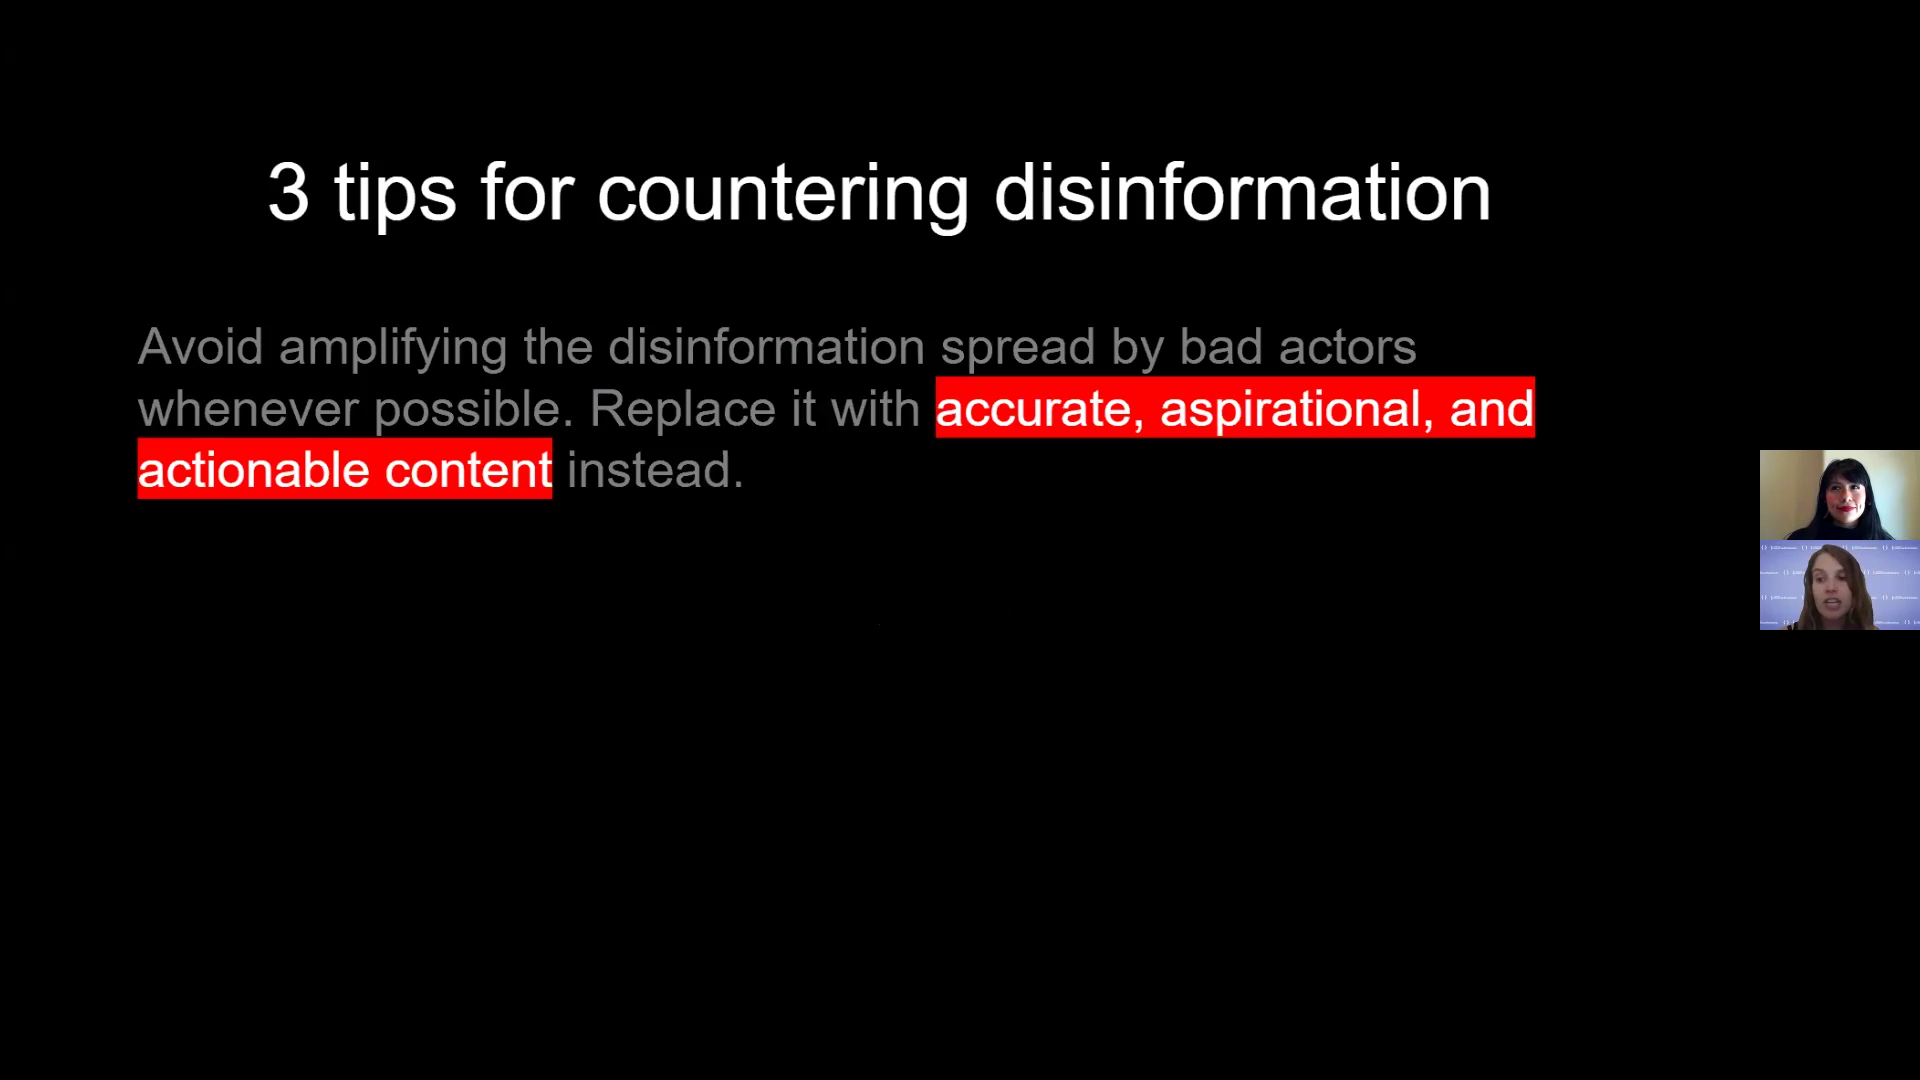 3 tips for countering disinformation
Avoid amplifying the disinformation spread by bad actors
whenever possible. Replace it with accurate, aspirational, and
actionable content instead.